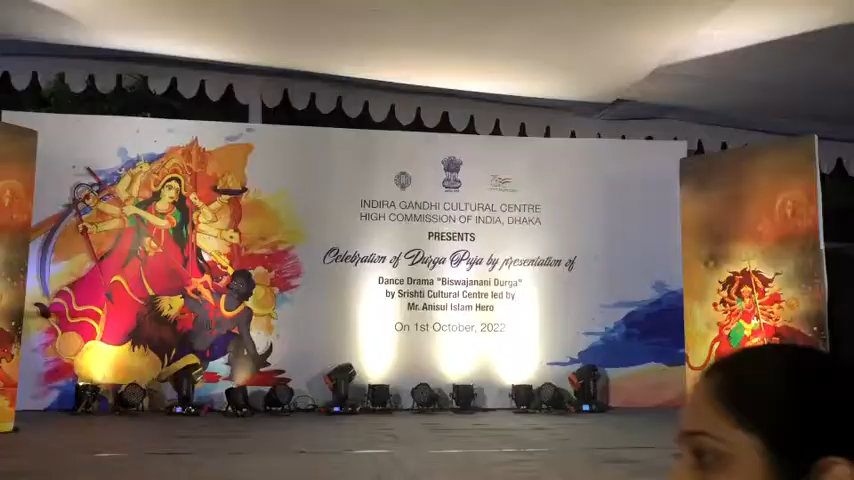 INDIRA GANDHI CULTURAL CENTRE
HIGH COMMISSION OF INDIA, DHAKA
PRESENTS
Celebration of Durga Puja by presentation of
Dance Drama "Biswajanani Durga"
by Srishti Cultural Centre led by
Mr. Anisul Islam Hero
On 1st October, 2022